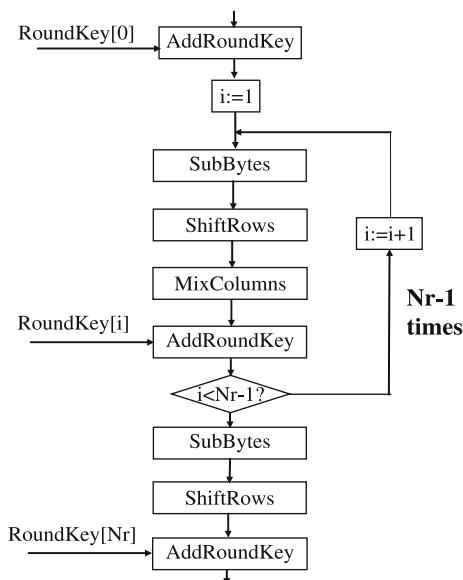 RoundKey[0]
AddRoundKey
i:=1
SubBytes
ShiftRows
i:=i+1
MixColumns
Nr-1
times
RoundKey[i]
AddRoundKey
i<Nr-1?
SubBytes
ShiftRows
RoundKey[Nr]
AddRoundKey